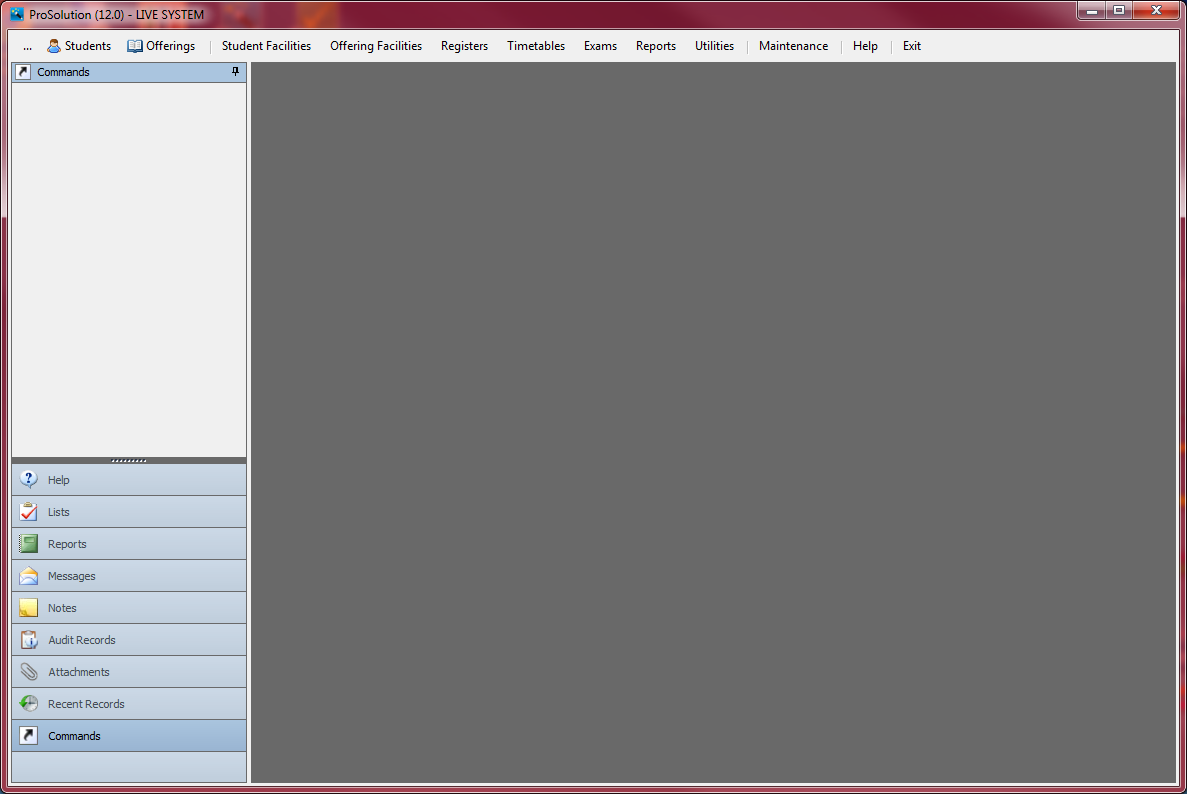 ProSolution (12.0) - LIVE SYSTEM
... Students Offerings Student Facilities Offering Facilities Registers Timetables Exams Reports Utilities Maintenance Help Exit
Commands
Help
Lists
Reports
Messages
Notes
Audit Records
Attachments
Recent Records
Commands